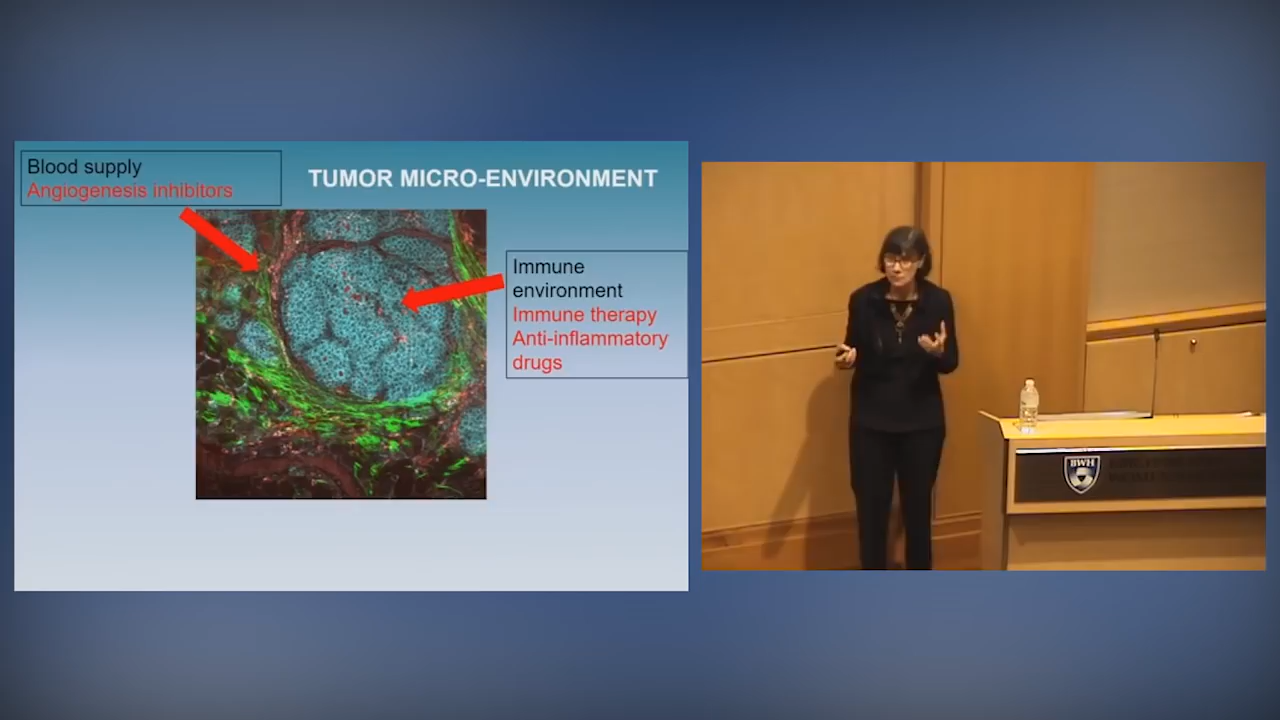 Blood supply
Angiogenesis inhibitors
TUMOR MICRO-ENVIRONMENT
Immune
environment
Immune therapy
Anti-inflammatory
drugs
BWH